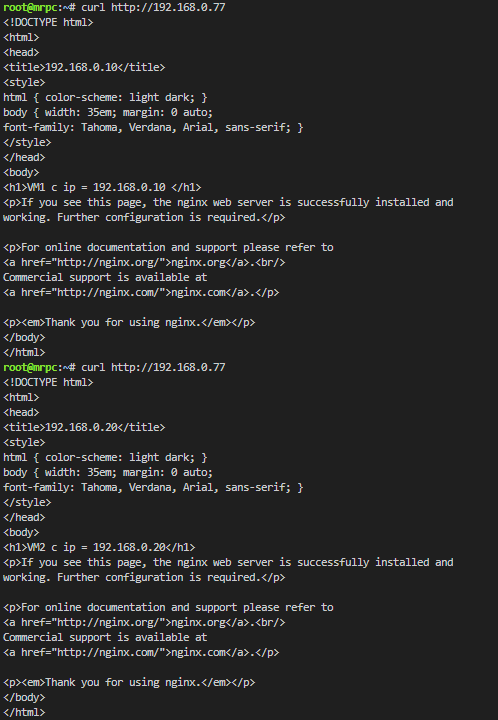 root@mrpc:~# curl http://192.168.0.77
<!DOCTYPE html>
<html>
<head>
<title>192.168.0.10</title>
<style>
html { color-scheme: light dark; }
body { width: 35em; margin: 0 auto;
font-family: Tahoma, Verdana, Arial, sans-serif; }
</style>
</head>
<body>
<h1>VM1 c ip = 192.168.0.10 </h1>
<p>If you see this page, the nginx web server is successfully installed and
working. Further configuration is required.</p>

<p>For online documentation and support please refer to
<a href="http://nginx.org/">nginx.org</a>.<br/>
Commercial support is available at
<a href="http://nginx.com/">nginx.com</a>.</p>

<p><em>Thank you for using nginx.</em></p>
</body>
</html>
root@mrpc:~# curl http://192.168.0.77
<!DOCTYPE html>
<html>
<head>
<title>192.168.0.20</title>
<style>
html { color-scheme: light dark; }
body { width: 35em; margin: 0 auto;
font-family: Tahoma, Verdana, Arial, sans-serif; }
</style>
</head>
<body>
<h1>VM2 c ip = 192.168.0.20</h1>
<p>If you see this page, the nginx web server is successfully installed and
working. Further configuration is required.</p>

<p>For online documentation and support please refer to
<a href="http://nginx.org/">nginx.org</a>.<br/>
Commercial support is available at
<a href="http://nginx.com/">nginx.com</a>.</p>

<p><em>Thank you for using nginx.</em></p>
</body>
</html>